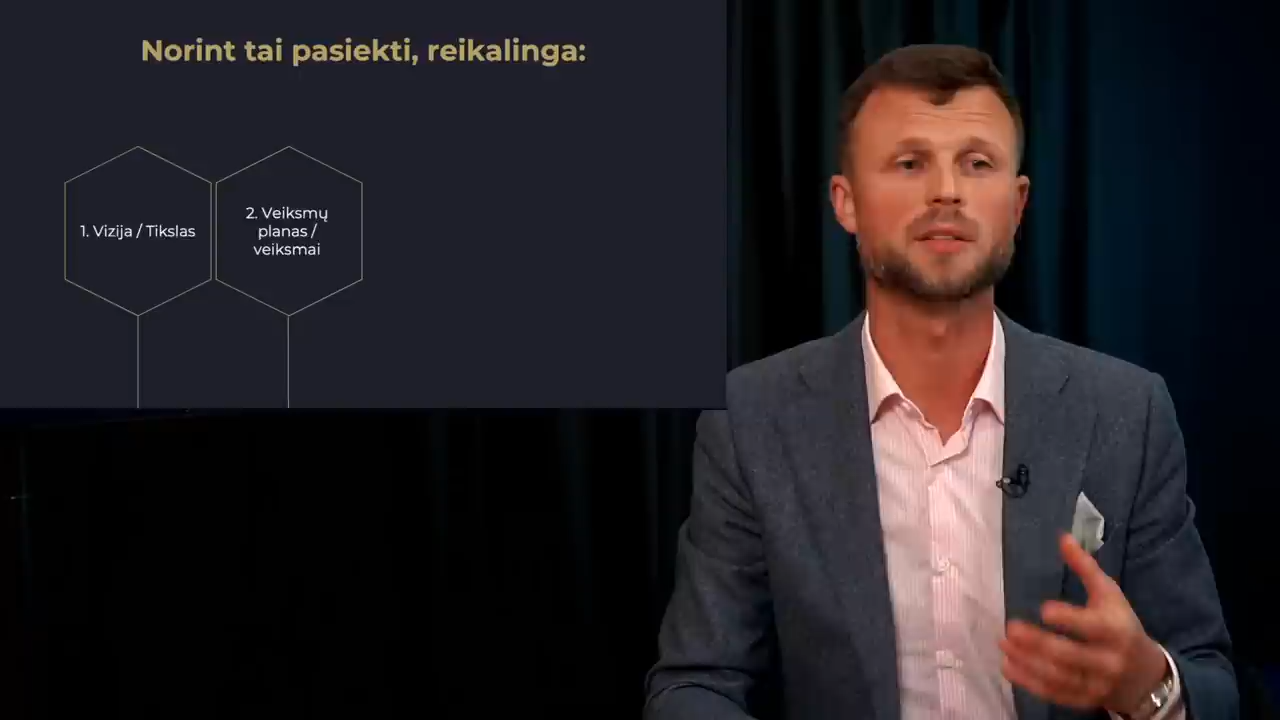 Norint tai pasiekti, reikalinga:
1. Vizija / Tikslas
2. Veiksmų
planas /
veiksmai